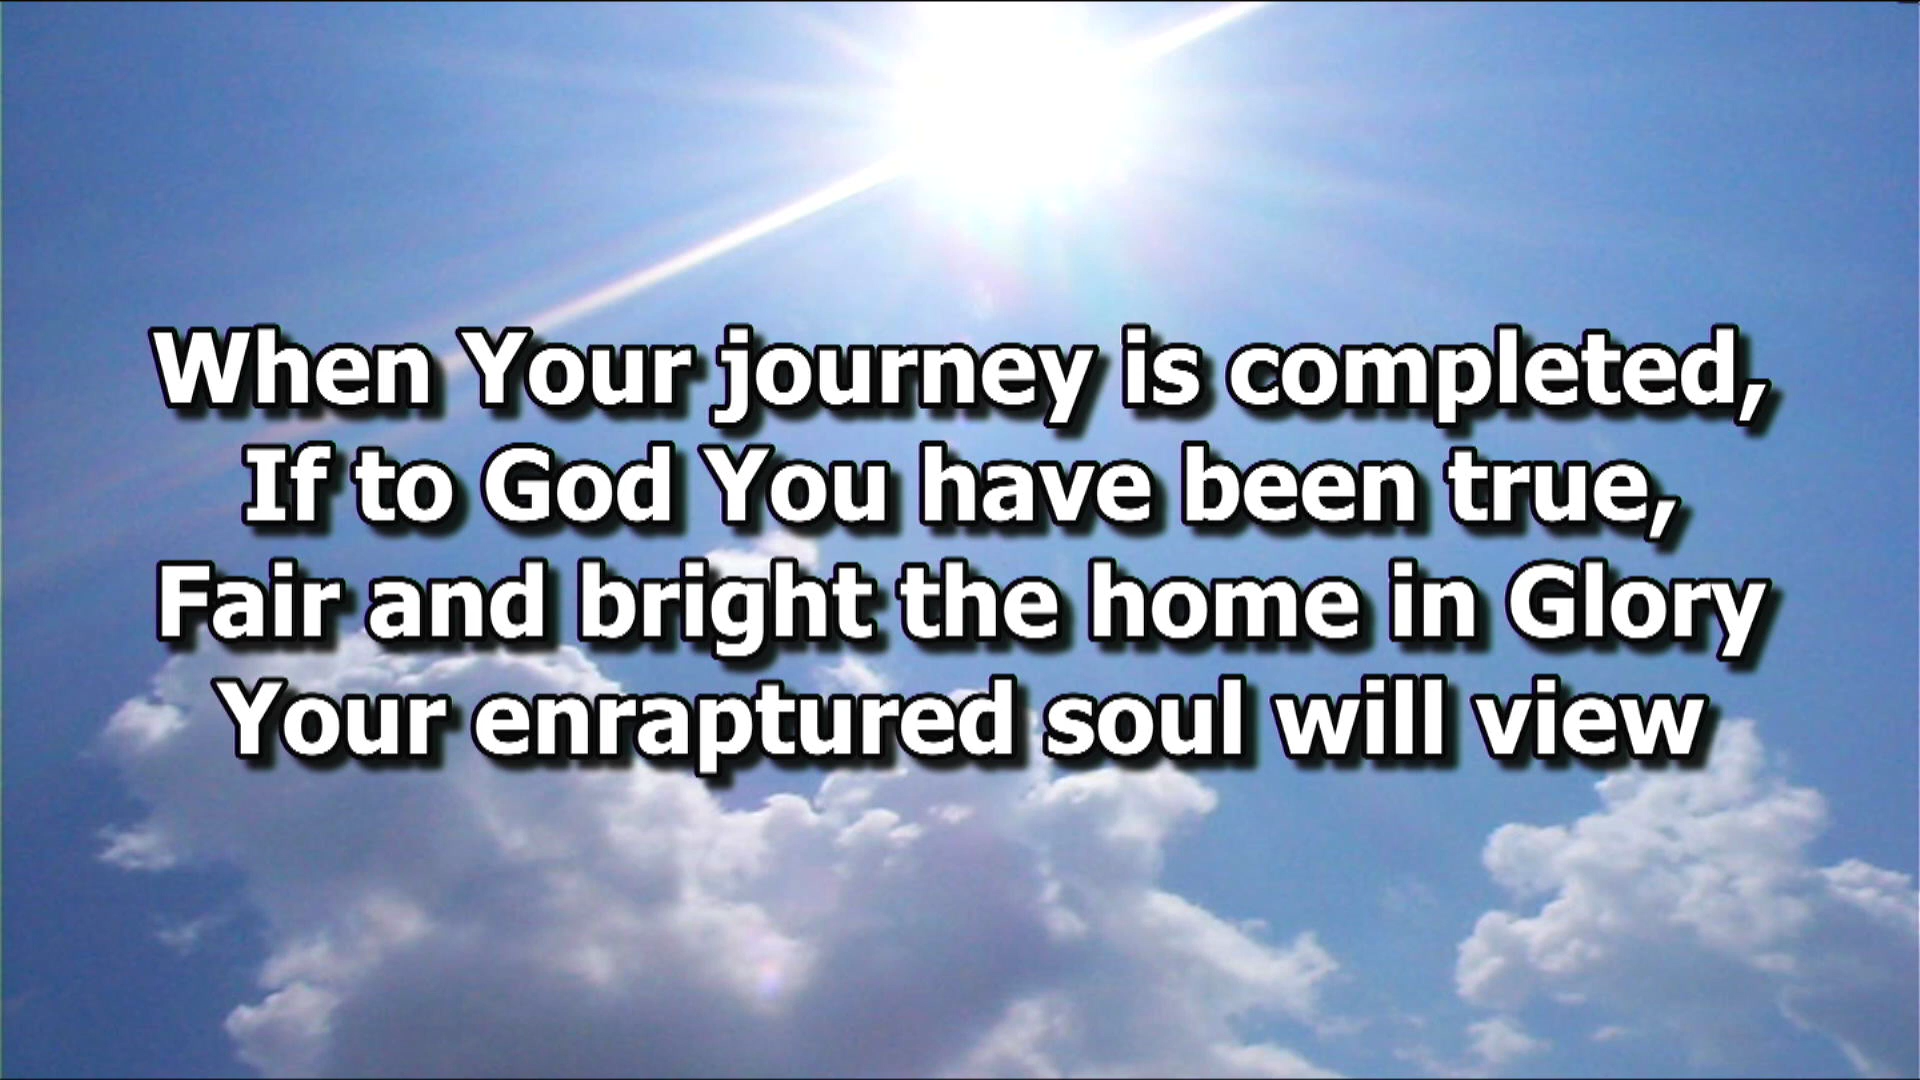 When Your journey is completed,
If to God You have been true,
Fair and bright the home in Glory
Your enraptured soul will view